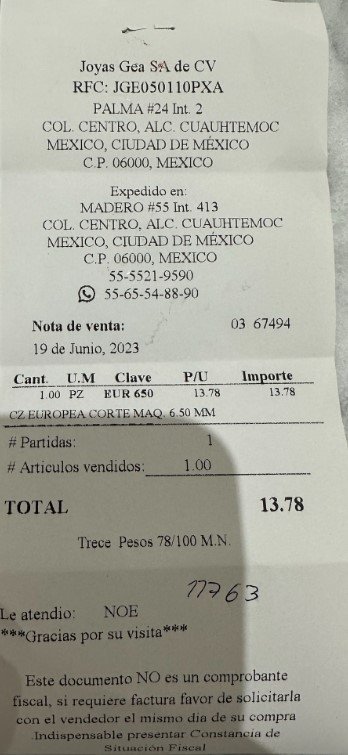 Joyas Gea SA de CV
RFC: JGE050110PXA
PALMA #24 Int. 2
COL. CENTRO, ALC. CUAUHTEMOC
MEXICO, CIUDAD DE MÉXICO
C.P. 06000, MEXICO
Expedido en:
MADERO #55 Int. 413
COL. CENTRO, ALC. CUAUHTEMOC
MEXICO, CIUDAD DE MÉXICO
C.P. 06000, MEXICO
55-5521-9590
55-65-54-88-90
Nota de venta: 03 67494
19 de Junio, 2023
Cant. U.M Clave P/U Importe
1.00 PZ EUR 650 13.78 13.78
CZ EUROPEA CORTE MAQ. 6.50 MM
# Partidas: 1
# Articulos vendidos: 1.00
TOTAL 13.78
Trece Pesos 78/100 M.N.
11763
Le atendio: NOE
***Gracias por su visita***
Este documento NO es un comprobante
fiscal, si requiere factura favor de solicitarla
con el vendedor el mismo dia de su compra
.Indispensable presentar Constancia de
Situación Fiscal